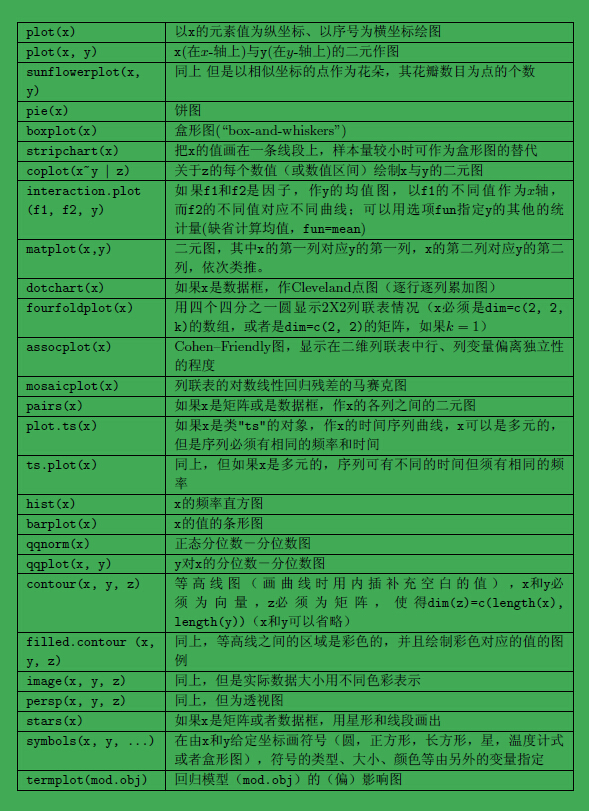 plot(x) 以x的元素值为纵坐标、以序号为横坐标绘图
plot(x, y) x(在x-轴上)与y(在y-轴上)的二元作图
sunflowerplot(x, 同上 但是以相似坐标的点作为花朵，其花瓣数目为点的个数
y)
pie(x) 饼图
boxplot(x) 盒形图(“box-and-whiskers”)
stripchart(x) 把x的值画在一条线段上，样本量较小时可作为盒形图的替代
coplot(x~y | z) 关于z的每个数值（或数值区间）绘制x与y的二元图
interaction.plot 如果f1和f2是因子，作y的均值图，以f1的不同值作为x轴，
(f1, f2, y) 而f2的不同值对应不同曲线；可以用选项fun指定y的其他的统
计量(缺省计算均值，fun=mean)
matplot(x,y) 二元图，其中x的第一列对应y的第一列，x的第二列对应y的第二
列，依次类推。
dotchart(x) 如果x是数据框，作Cleveland点图（逐行逐列累加图）
fourfoldplot(x) 用四个四分之一圆显示2X2列联表情况（x必须是dim=c(2, 2,
k)的数组，或者是dim=c(2, 2)的矩阵，如果k = 1）
assocplot(x) Cohen–Friendly图，显示在二维列联表中行、列变量偏离独立性
的程度
mosaicplot(x) 列联表的对数线性回归残差的马赛克图
pairs(x) 如果x是矩阵或是数据框，作x的各列之间的二元图
plot.ts(x) 如果x是类"ts"的对象，作x的时间序列曲线，x可以是多元的，
但是序列必须有相同的频率和时间
ts.plot(x) 同上，但如果x是多元的，序列可有不同的时间但须有相同的频
率
hist(x) x的频率直方图
barplot(x) x的值的条形图
qqnorm(x) 正态分位数－分位数图
qqplot(x, y) y对x的分位数－分位数图
contour(x, y, z) 等高线图（画曲线时用内插补充空白的值），x和y必
须为向量，z必须为矩阵，使得dim(z)=c(length(x),
length(y))（x和y可以省略）
filled.contour (x, 同上，等高线之间的区域是彩色的，并且绘制彩色对应的值的图
y, z) 例
image(x, y, z) 同上，但是实际数据大小用不同色彩表示
persp(x, y, z) 同上，但为透视图
stars(x) 如果x是矩阵或者数据框，用星形和线段画出
symbols(x, y, ...) 在由x和y给定坐标画符号（圆，正方形，长方形，星，温度计式
或者盒形图），符号的类型、大小、颜色等由另外的变量指定
termplot(mod.obj) 回归模型（mod.obj）的（偏）影响图